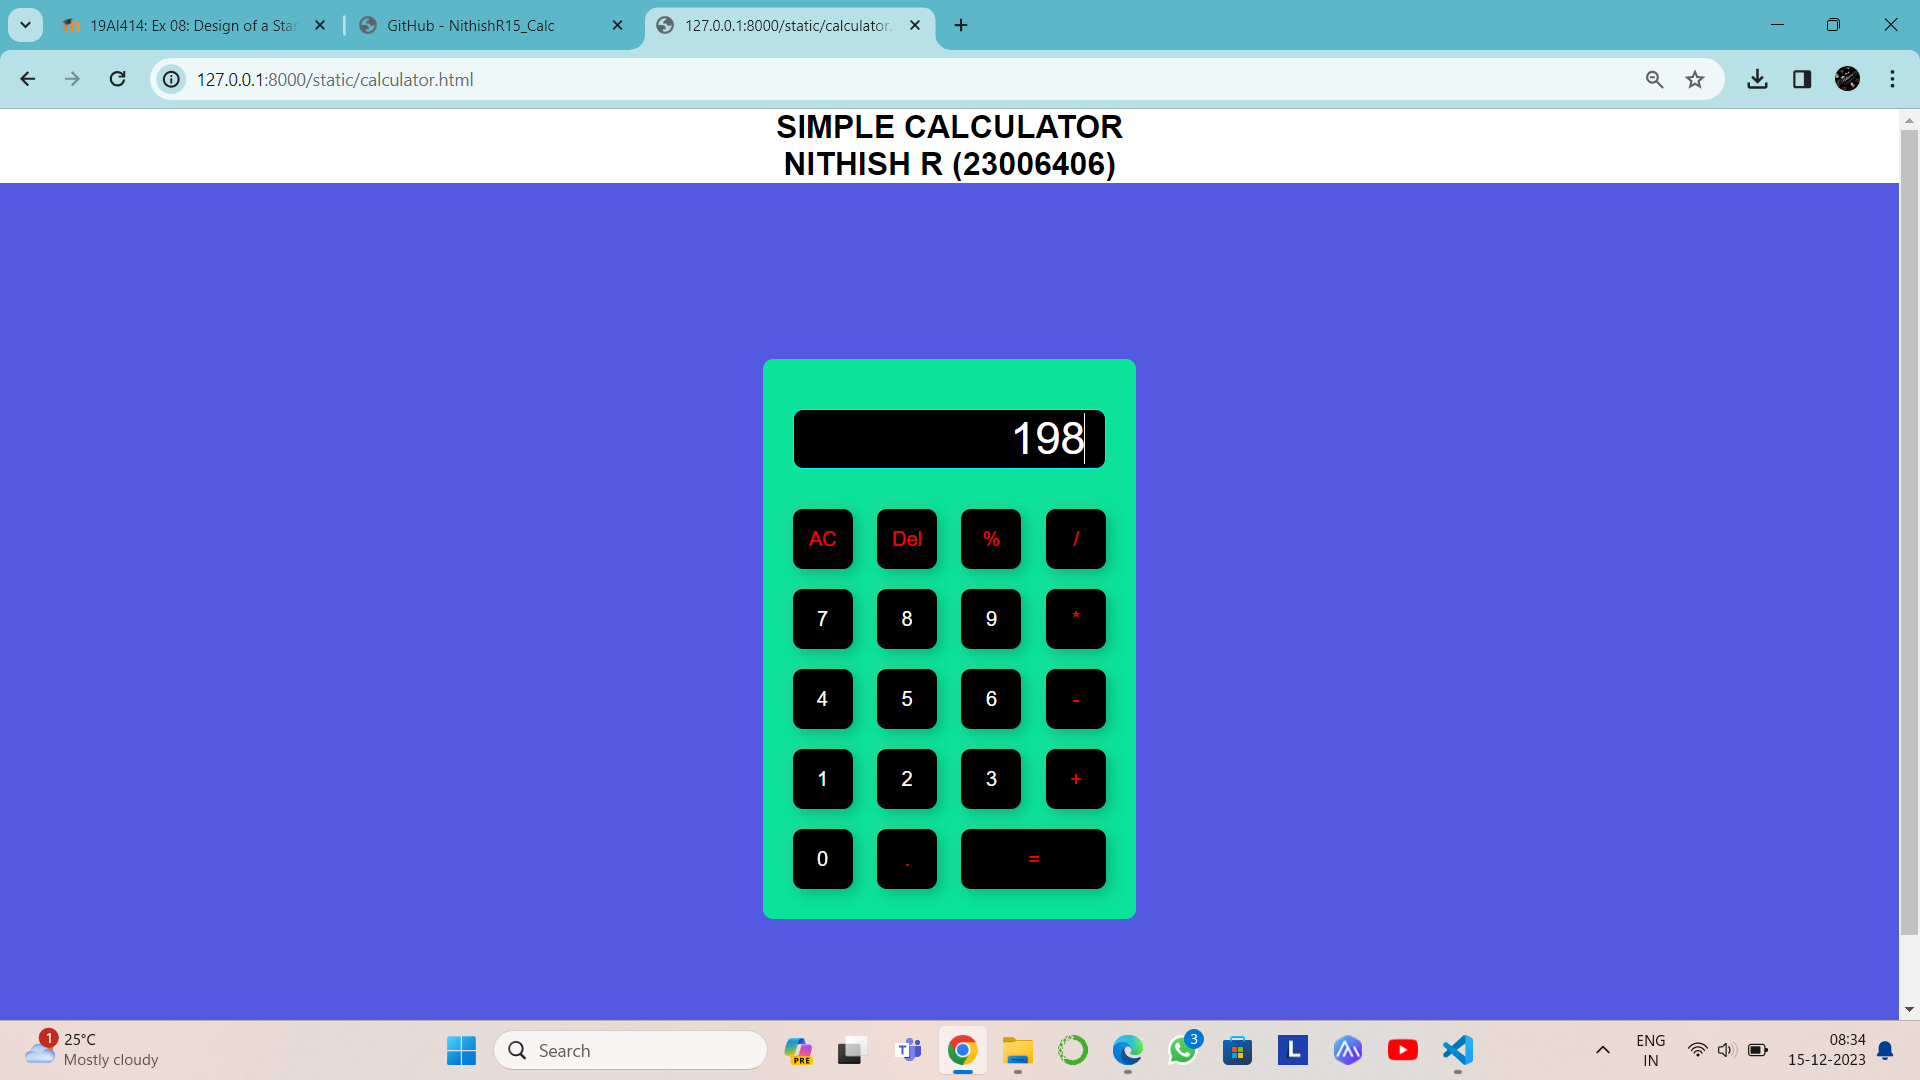 19AI414: Ex 08: Design of a Star
GitHub - NithishR15_Calc
127.0.0.1:8000/static/calculator.
127.0.0.1:8000/static/calculator.html
SIMPLE CALCULATOR
NITHISH R (23006406)
198
AC Del % /
7 8 9 *
4 5 6 -
1 2 3 +
0 . =
1
25°C
Mostly cloudy
Search
PRE
3
L
ENG
IN
08:34
15-12-2023